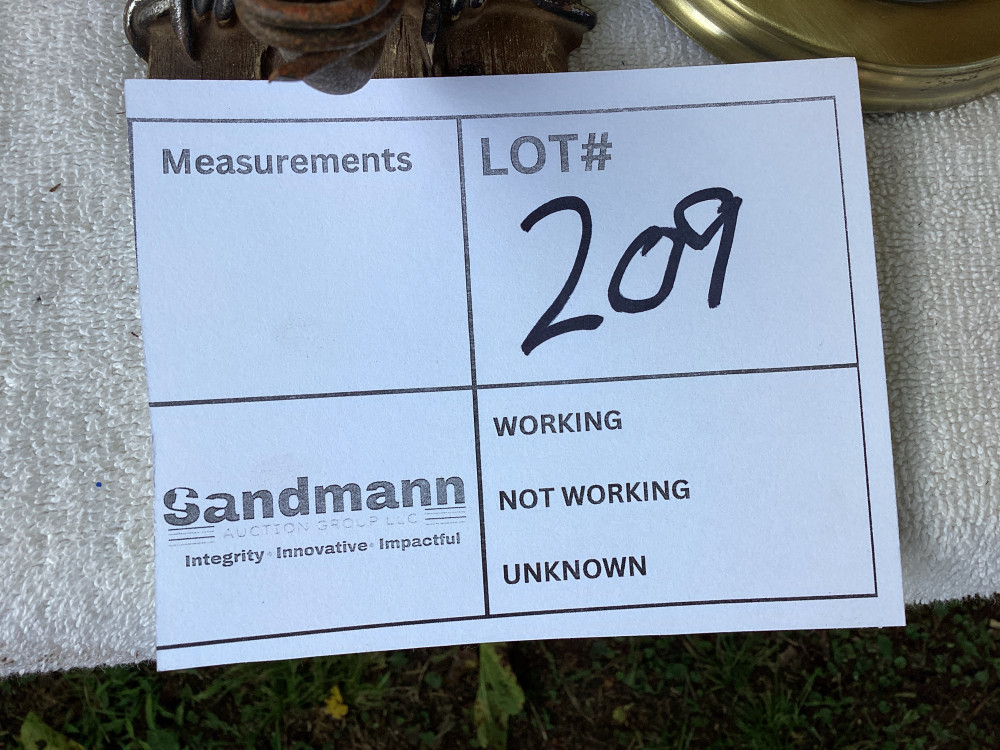 Measurements
LOT#
209
WORKING
NOT WORKING
UNKNOWN
Sandmann
AUCTION GROUP LLC
Integrity · Innovative · Impactful